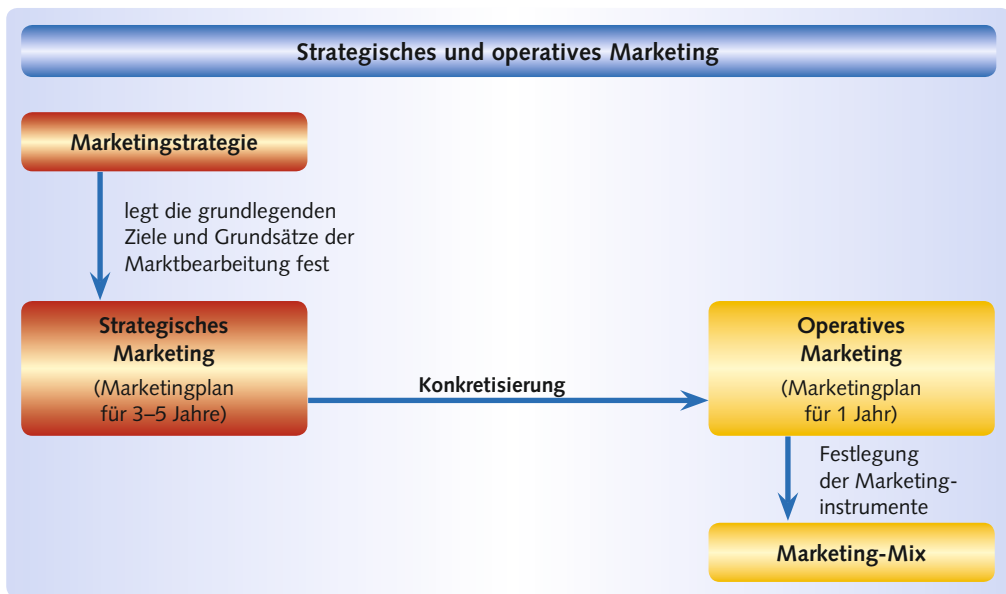 Strategisches und operatives Marketing
Marketingstrategie
legt die grundlegenden
Ziele und Grundsätze der
Marktbearbeitung fest
Strategisches
Marketing
(Marketingplan
für 3–5 Jahre)
Konkretisierung
Operatives
Marketing
(Marketingplan
für 1 Jahr)
Festlegung
der Marketing-
instrumente
Marketing-Mix